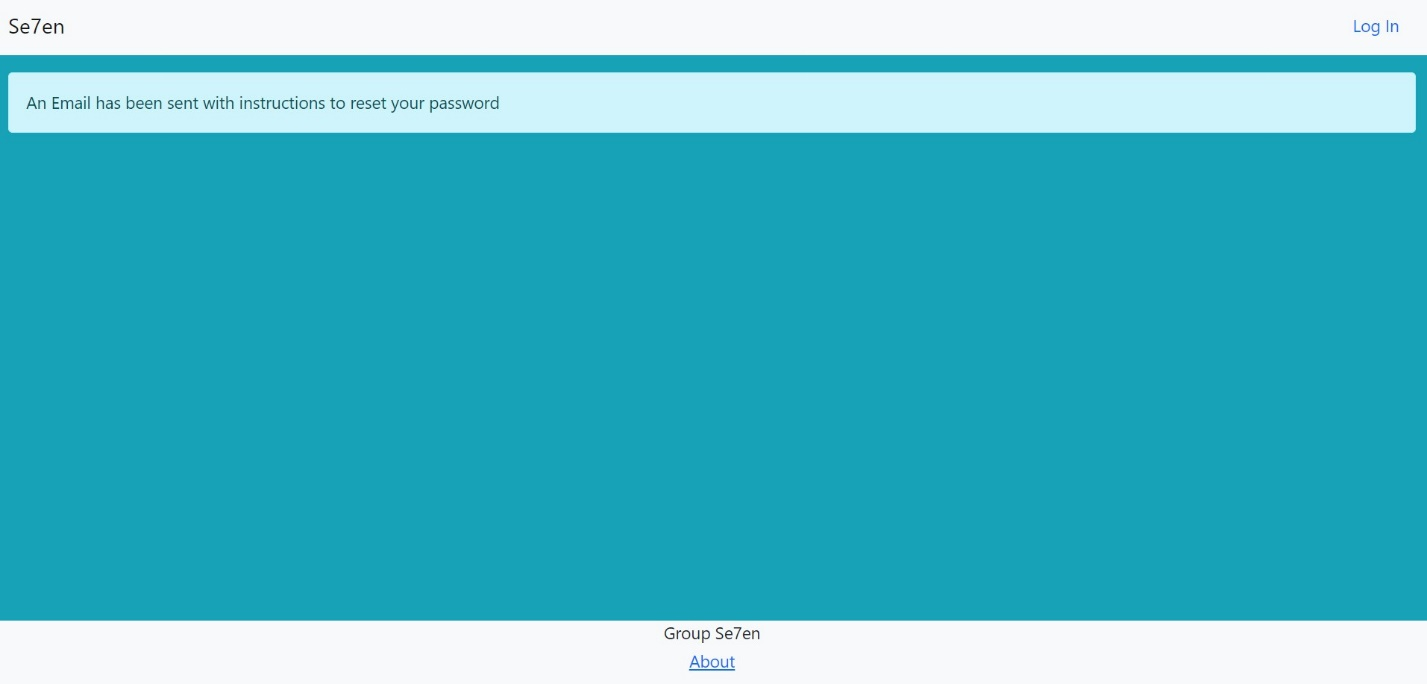 Se7en
Log In
An Email has been sent with instructions to reset your password
Group Se7en
About